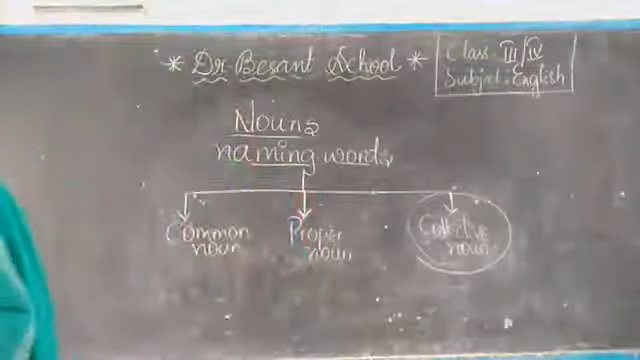 * Dr Besant School *
Class: III/IV
Subject: English
Nouns
naming words
Common noun
Proper noun
Collective noun